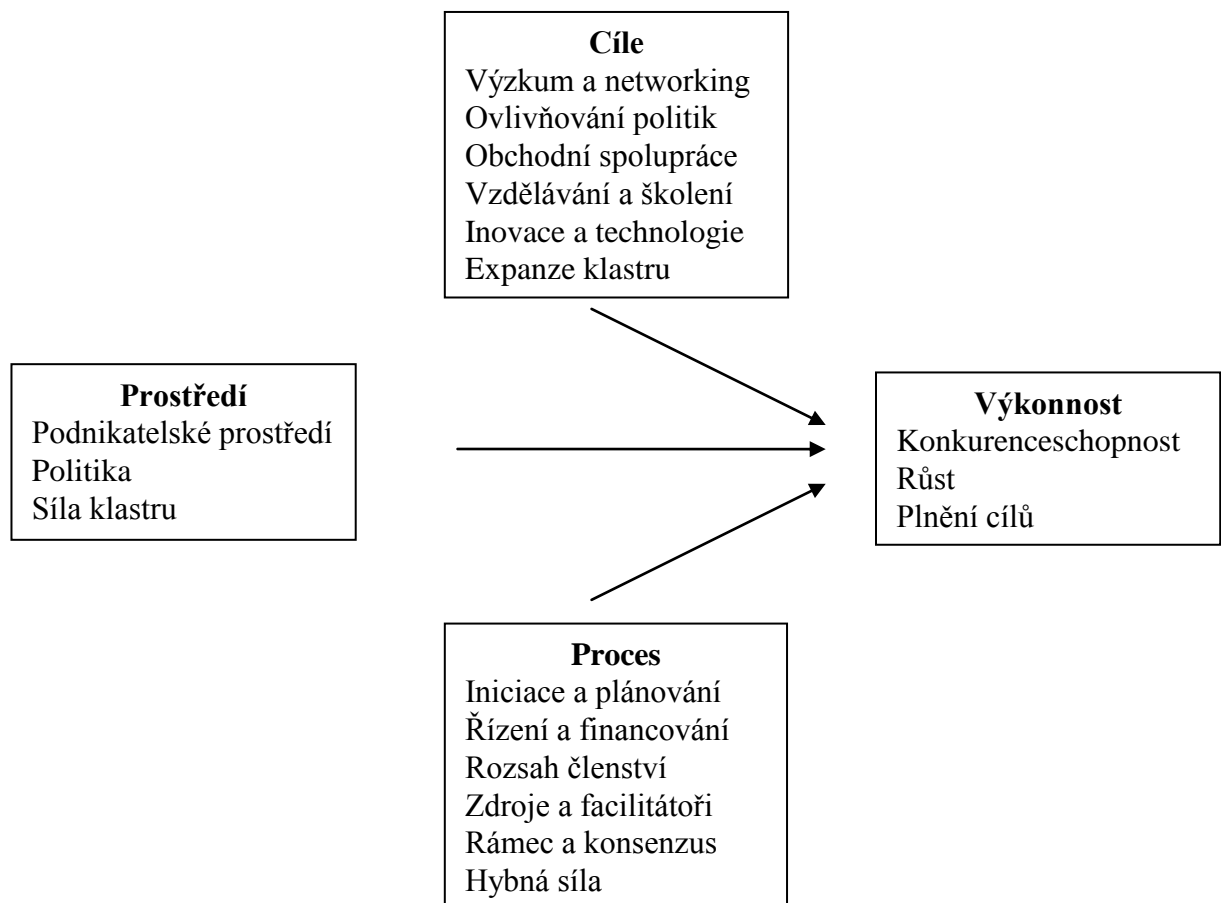 Cíle
Výzkum a networking
Ovlivňování politik
Obchodní spolupráce
Vzdělávání a školení
Inovace a technologie
Expanze klastru
Prostředí
Podnikatelské prostředí
Politika
Síla klastru
Výkonnost
Konkurenceschopnost
Růst
Plnění cílů
Proces
Iniciace a plánování
Řízení a financování
Rozsah členství
Zdroje a facilitátoři
Rámec a konsenzus
Hybná síla